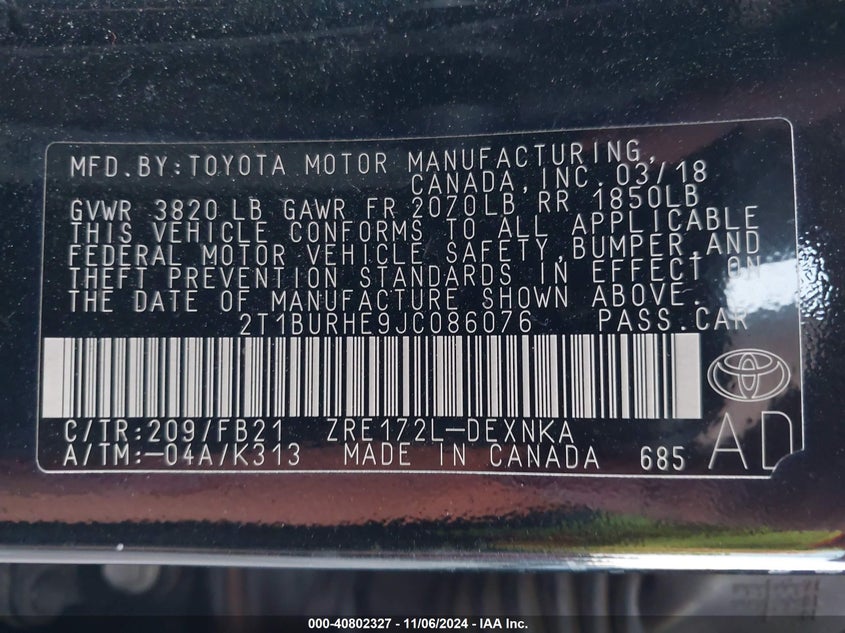 MFD.BY:TOYOTA MOTOR MANUFACTURING,
CANADA,INC. 03/18
GVWR 3820 LB GAWR FR 2070LB RR 1850LB
THIS VEHICLE CONFORMS TO ALL APPLICABLE
FEDERAL MOTOR VEHICLE SAFETY,BUMPER,AND
THEFT PREVENTION STANDARDS IN EFFECT ON
THE DATE OF MANUFACTURE SHOWN ABOVE.
2T1BURHE9JC086076 PASS.CAR
C/TR:209/FB21 ZRE172L-DEXNKA
A/TM:-04A/K313 MADE IN CANADA 685 AD
000-40802327 - 11/06/2024 - IAA Inc.